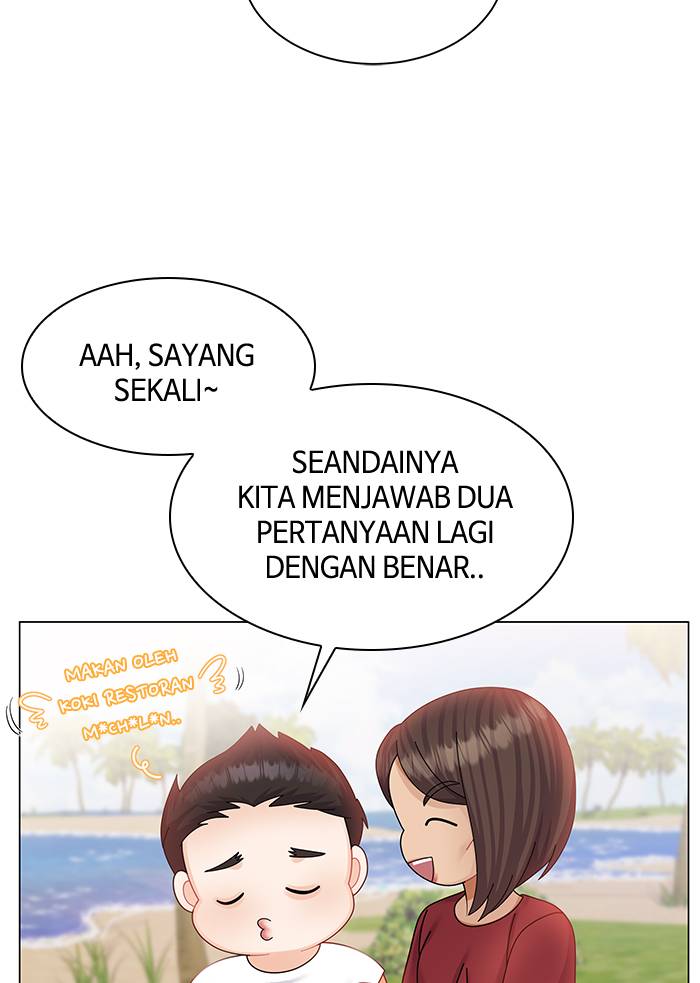 AAH, SAYANG
SEKALI~
SEANDAINYA
KITA MENJAWAB DUA
PERTANYAAN LAGI
DENGAN BENAR..
MAKAN OLEH
KOKI RESTORAN
M*CH*L*N..